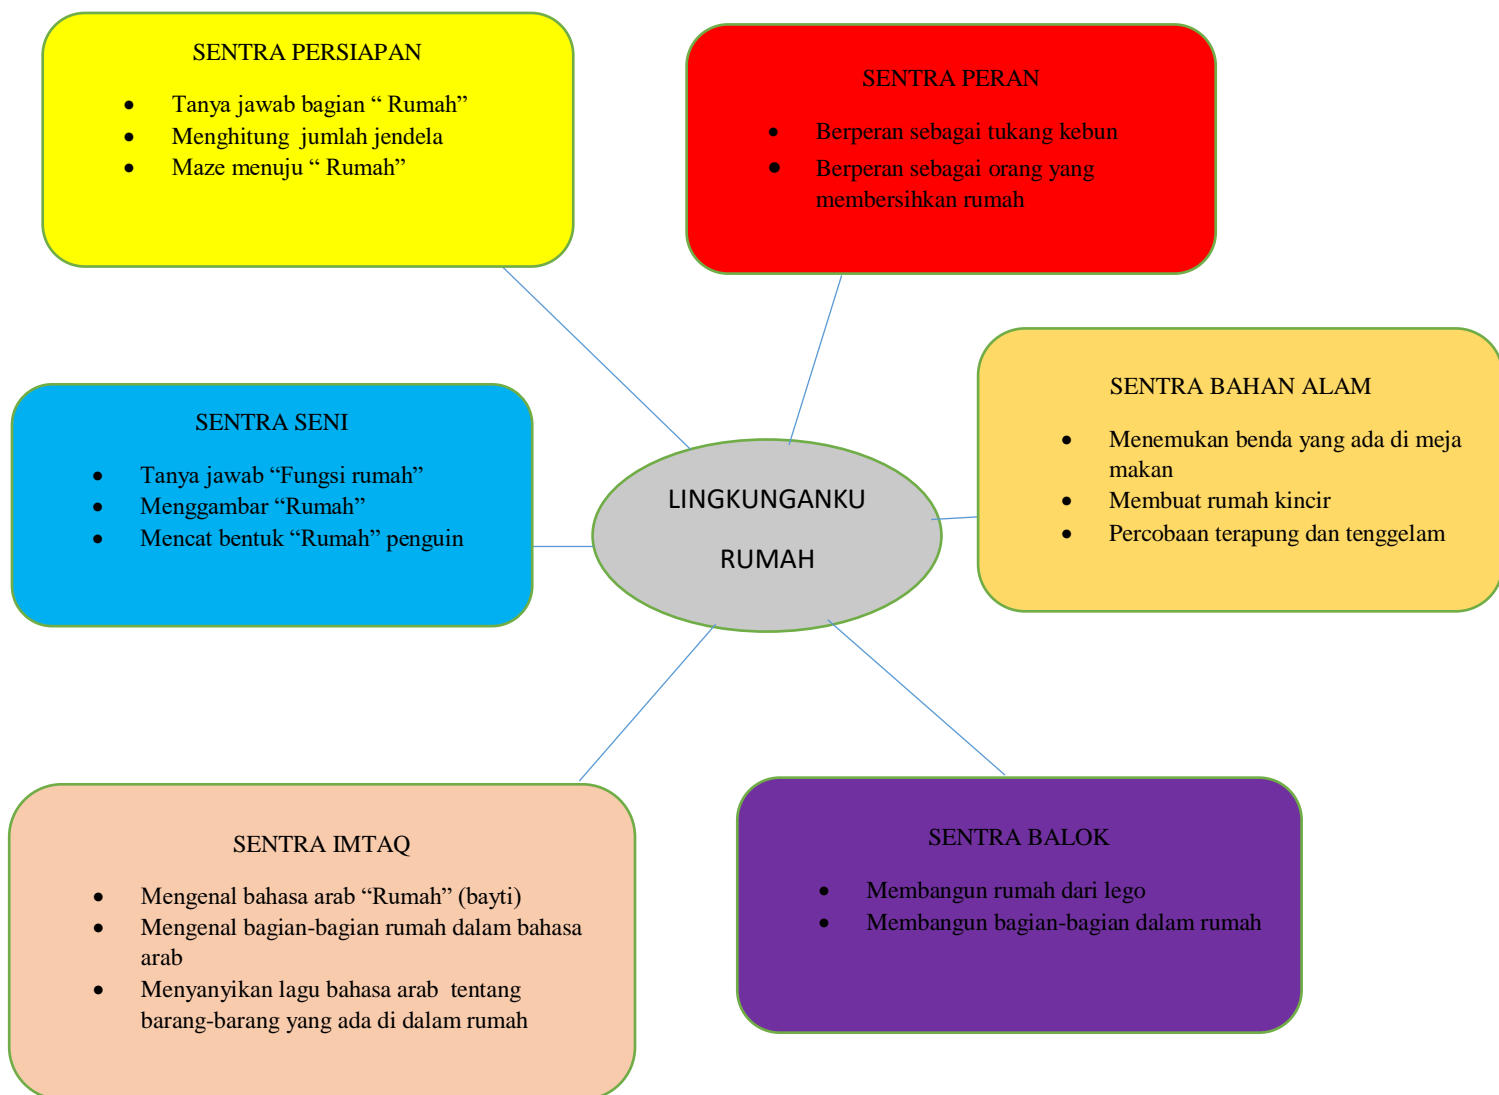 SENTRA PERSIAPAN
• Tanya jawab bagian “ Rumah”
• Menghitung  jumlah jendela
• Maze menuju “ Rumah”
SENTRA PERAN
• Berperan sebagai tukang kebun
• Berperan sebagai orang yang
membersihkan rumah
SENTRA SENI
• Tanya jawab “Fungsi rumah”
• Menggambar “Rumah”
• Mencat bentuk “Rumah” penguin
LINGKUNGANKU
RUMAH
SENTRA BAHAN ALAM
• Menemukan benda yang ada di meja
makan
• Membuat rumah kincir
• Percobaan terapung dan tenggelam
SENTRA IMTAQ
• Mengenal bahasa arab “Rumah” (bayti)
• Mengenal bagian-bagian rumah dalam bahasa
arab
• Menyanyikan lagu bahasa arab  tentang
barang-barang yang ada di dalam rumah
SENTRA BALOK
• Membangun rumah dari lego
• Membangun bagian-bagian dalam rumah